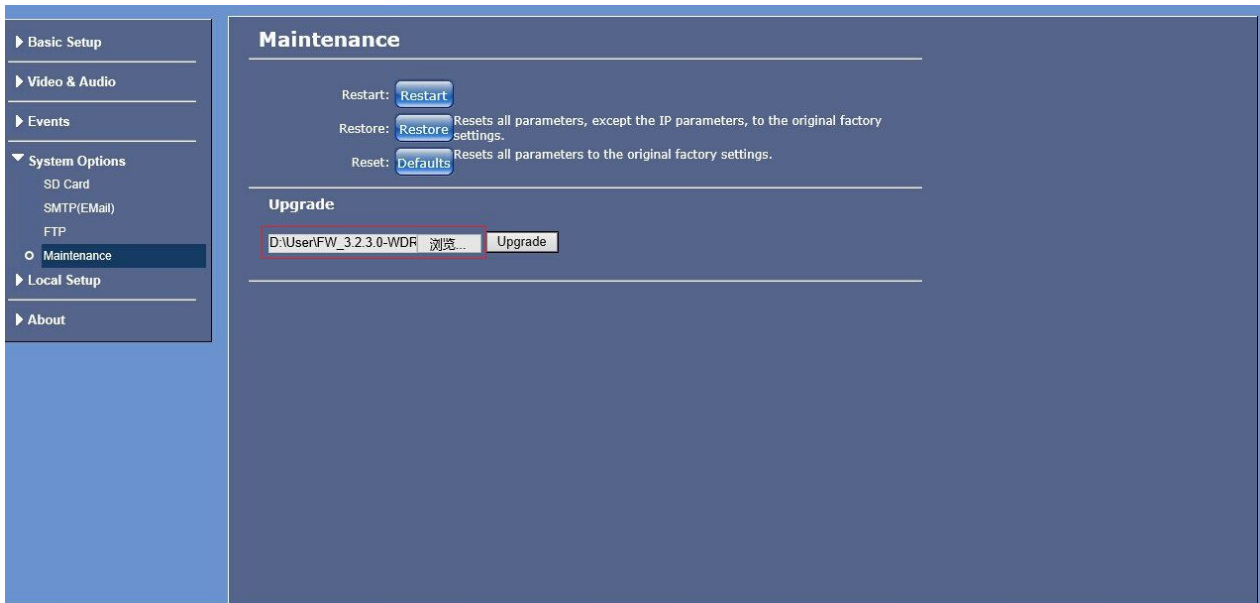 Basic Setup
Video & Audio
Events
System Options
SD Card
SMTP(EMail)
FTP
Maintenance
Local Setup
About
Maintenance
Restart: Restart
Restore: Restore Resets all parameters, except the IP parameters, to the original factory
settings.
Reset: Defaults Resets all parameters to the original factory settings.
Upgrade
D:\User\FW_3.2.3.0-WDR 浏览... Upgrade